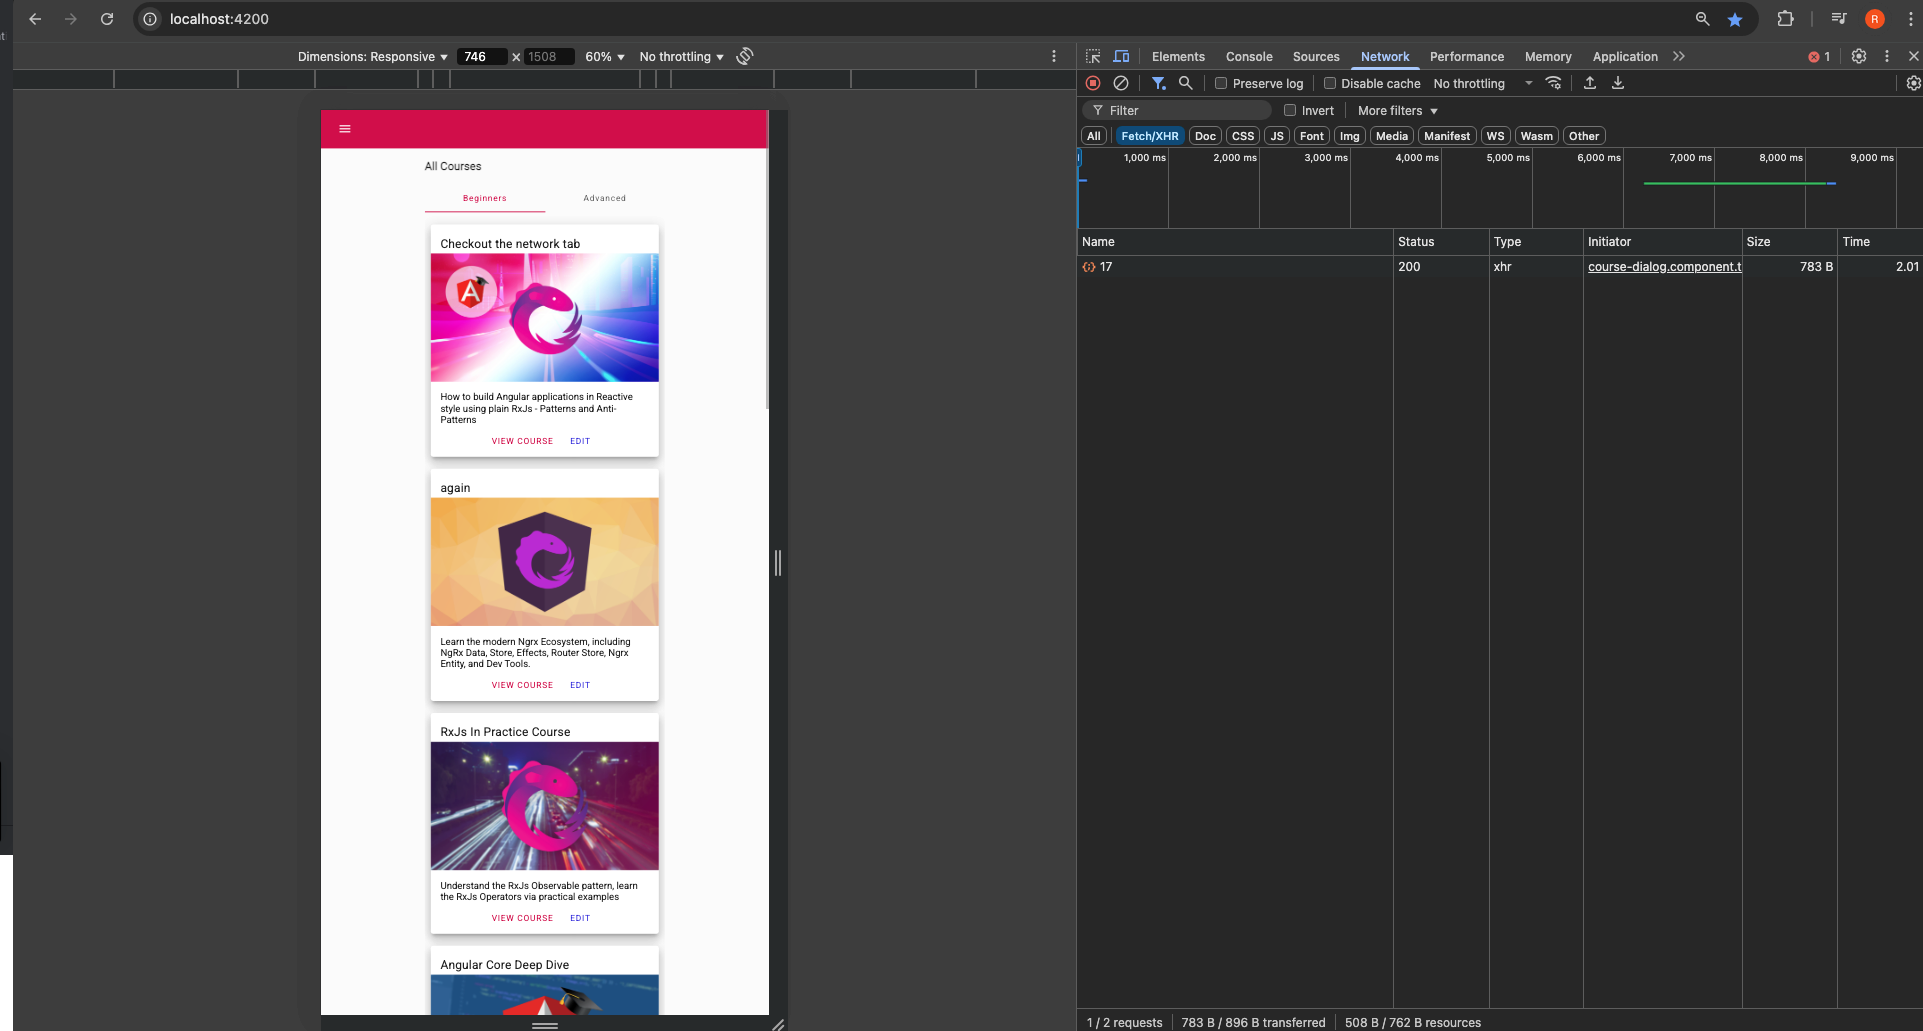 localhost:4200
R
Dimensions: Responsive 746 × 1508 60% No throttling
Elements Console Sources Network Performance Memory Application 1
Preserve log Disable cache No throttling
Filter Invert More filters
All Fetch/XHR Doc CSS JS Font Img Media Manifest WS Wasm Other
1,000 ms 2,000 ms 3,000 ms 4,000 ms 5,000 ms 6,000 ms 7,000 ms 8,000 ms 9,000 ms
Name Status Type Initiator Size Time
17 200 xhr course-dialog.component.t 783 B 2.01
1 / 2 requests 783 B / 896 B transferred 508 B / 762 B resources
All Courses
Beginners Advanced
Checkout the network tab
A
How to build Angular applications in Reactive
style using plain RxJs - Patterns and Anti-
Patterns
VIEW COURSE EDIT
again
Learn the modern Ngrx Ecosystem, including
NgRx Data, Store, Effects, Router Store, Ngrx
Entity, and Dev Tools.
VIEW COURSE EDIT
RxJs In Practice Course
Understand the RxJs Observable pattern, learn
the RxJs Operators via practical examples
VIEW COURSE EDIT
Angular Core Deep Dive